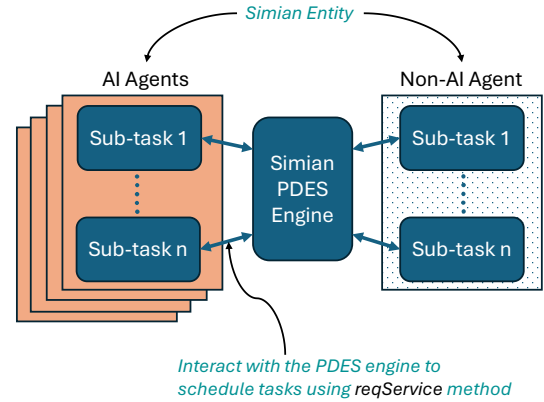 Simian Entity
AI Agents
Non-AI Agent
Sub-task 1
Simian
PDES
Engine
Sub-task 1
Sub-task n
Sub-task n
Interact with the PDES engine to
schedule tasks using reqService method